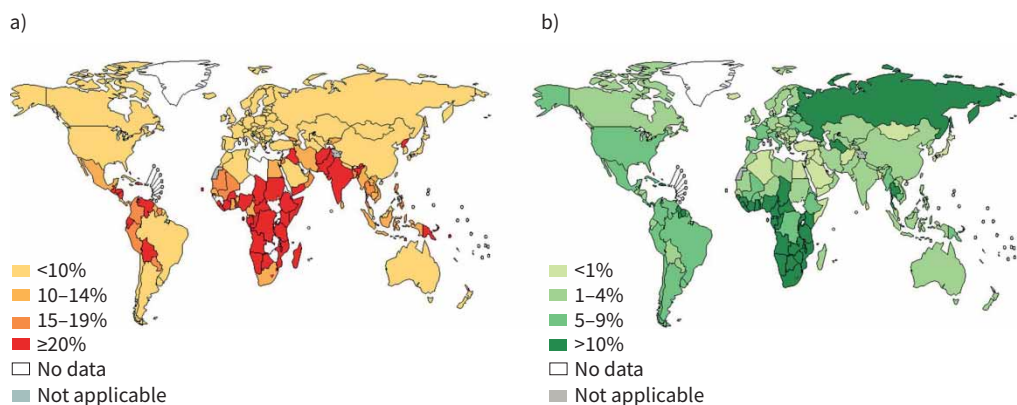 a)
<10%
10–14%
15–19%
≥20%
No data
Not applicable
b)
<1%
1–4%
5–9%
>10%
No data
Not applicable